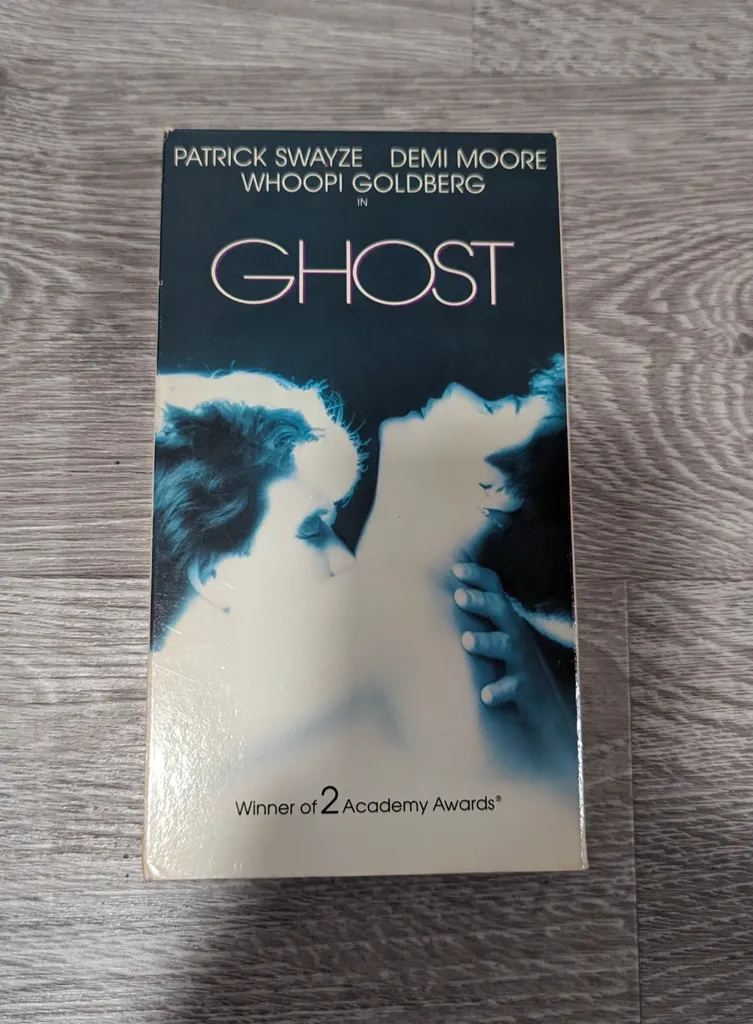 PATRICK SWAYZE DEMI MOORE
WHOOPI GOLDBERG
IN
GHOST
Winner of 2 Academy Awards®